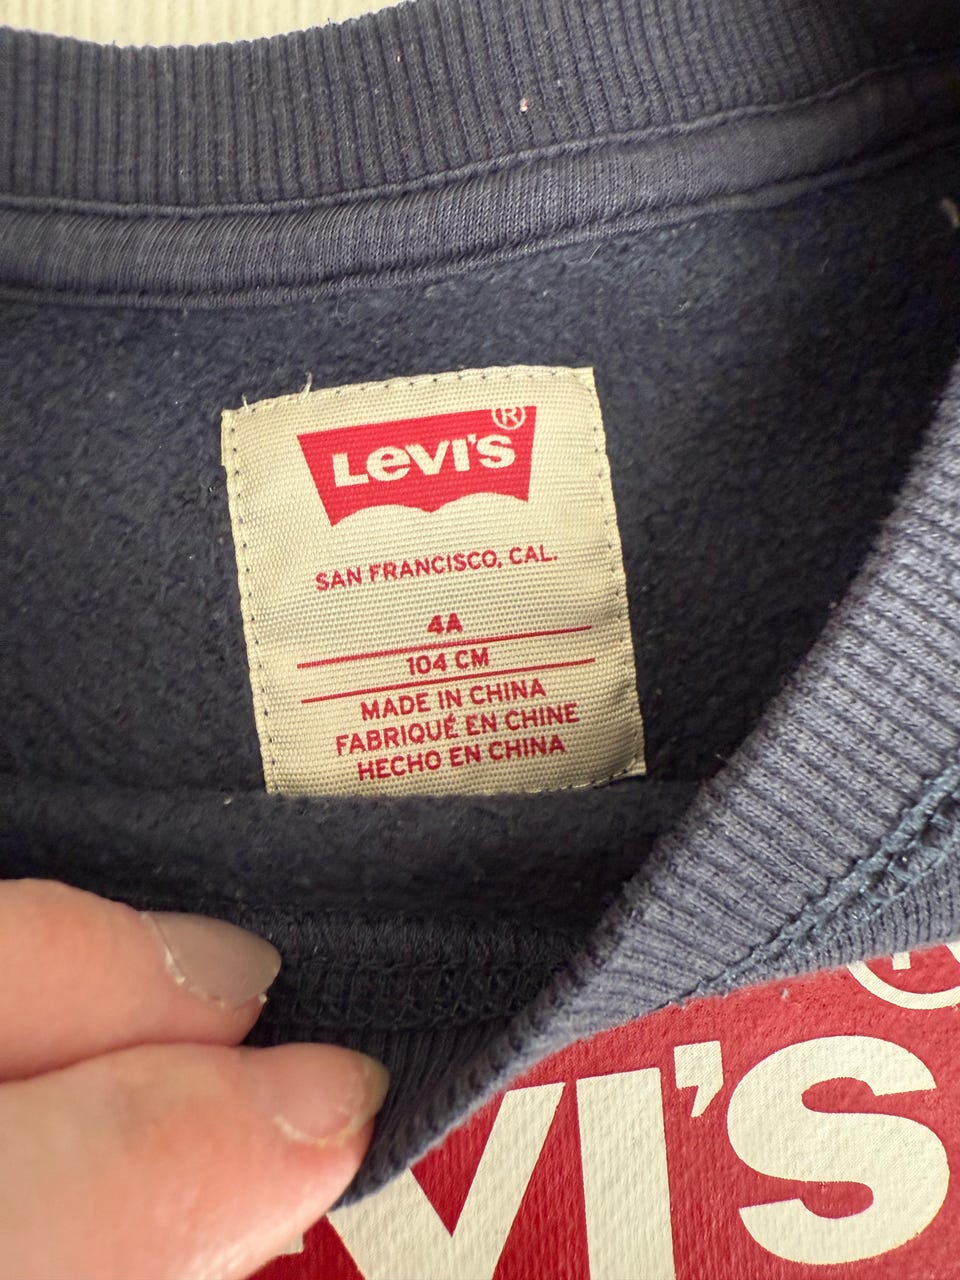 LEVI'S®
SAN FRANCISCO, CAL.
4A
104 CM
MADE IN CHINA
FABRIQUÉ EN CHINE
HECHO EN CHINA
VI'S